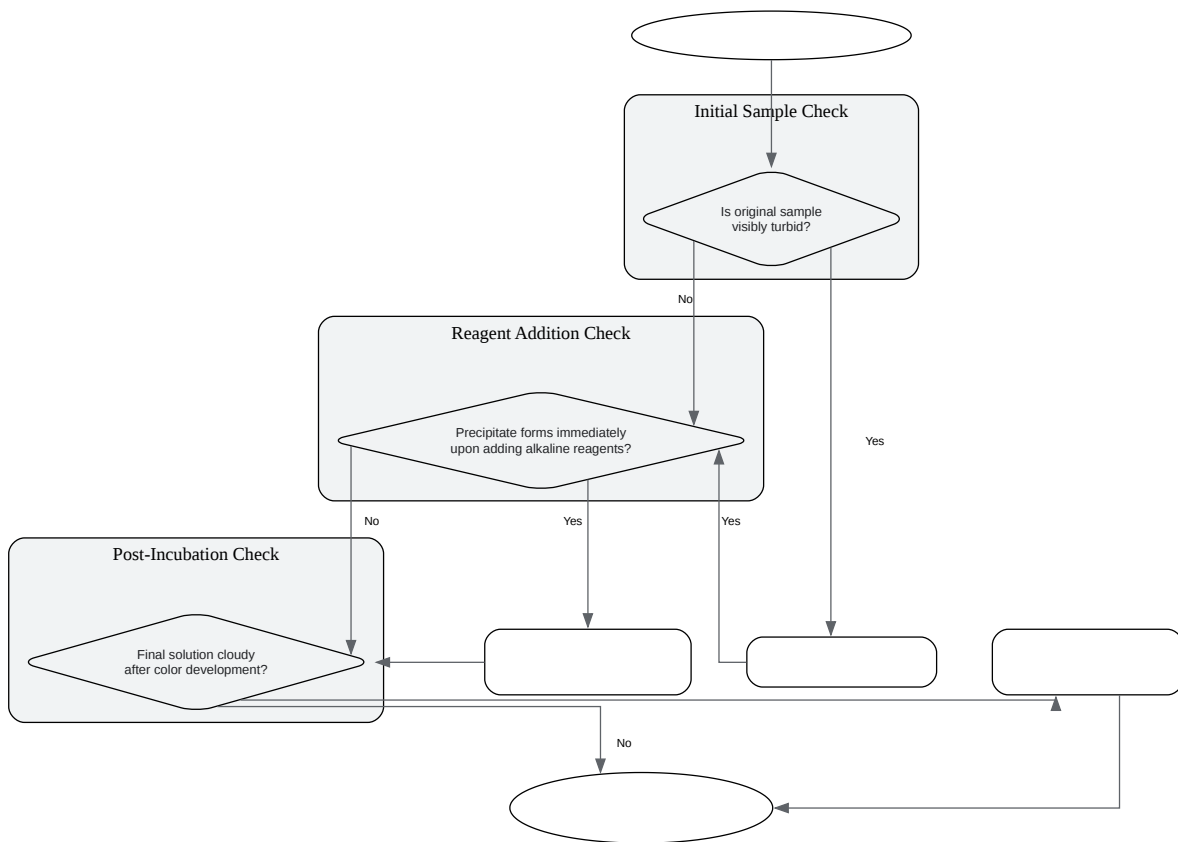 Initial Sample Check
Is original sample
visibly turbid?
No
Reagent Addition Check
Precipitate forms immediately
upon adding alkaline reagents?
Yes
No
Yes
Yes
Post-Incubation Check
Final solution cloudy
after color development?
No